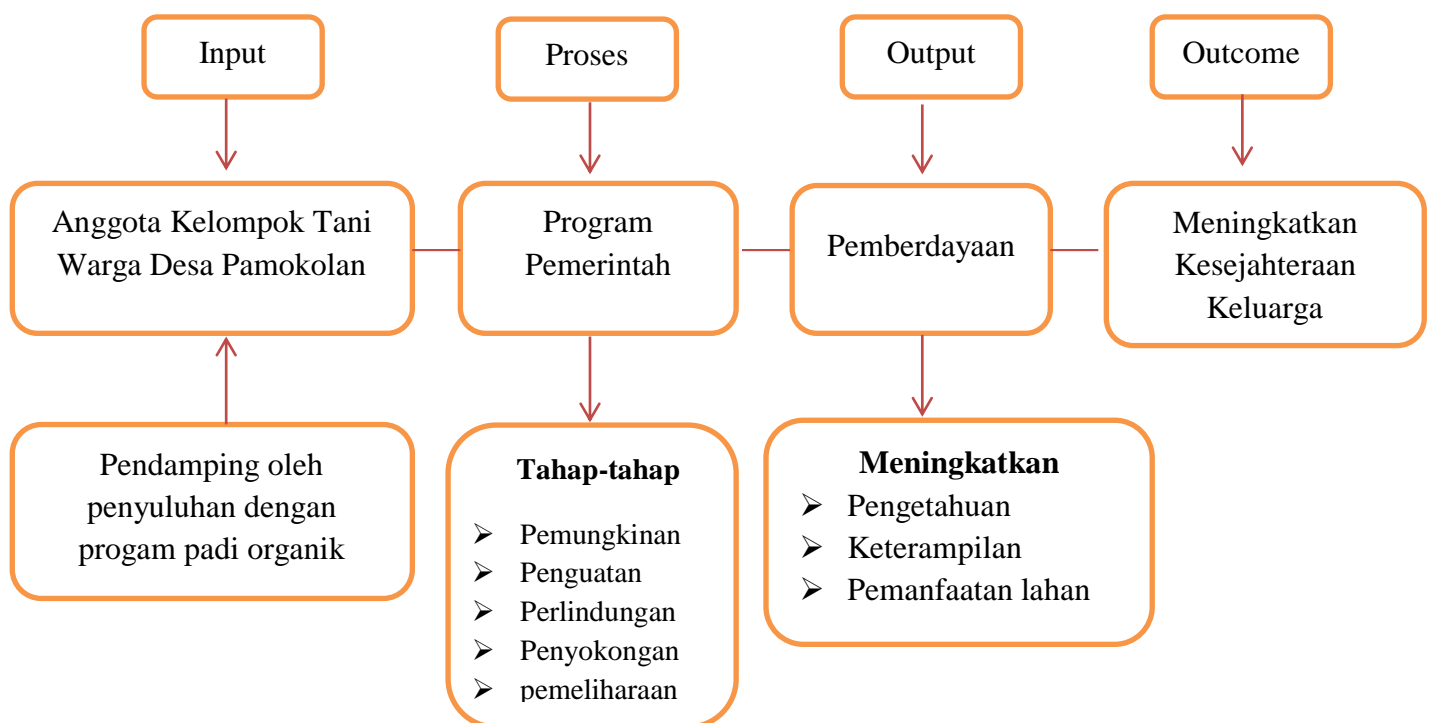 Input
Proses
Output
Outcome
Anggota Kelompok Tani
Warga Desa Pamokolan
Program
Pemerintah
Pemberdayaan
Meningkatkan
Kesejahteraan
Keluarga
Pendamping oleh
penyuluhan dengan
progam padi organik
Tahap-tahap
➢ Pemungkinan
➢ Penguatan
➢ Perlindungan
➢ Penyokongan
➢ pemeliharaan
Meningkatkan
➢ Pengetahuan
➢ Keterampilan
➢ Pemanfaatan lahan